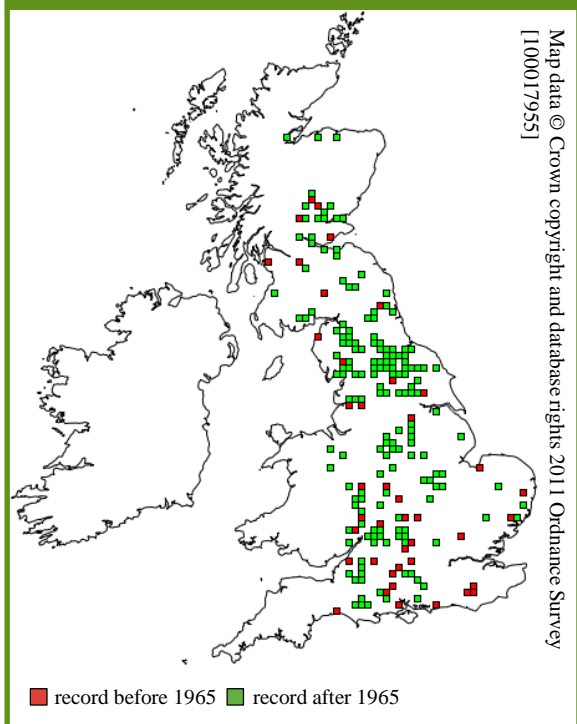 Map data © Crown copyright and database rights 2011 Ordnance Survey
[100017955]
record before 1965
record after 1965